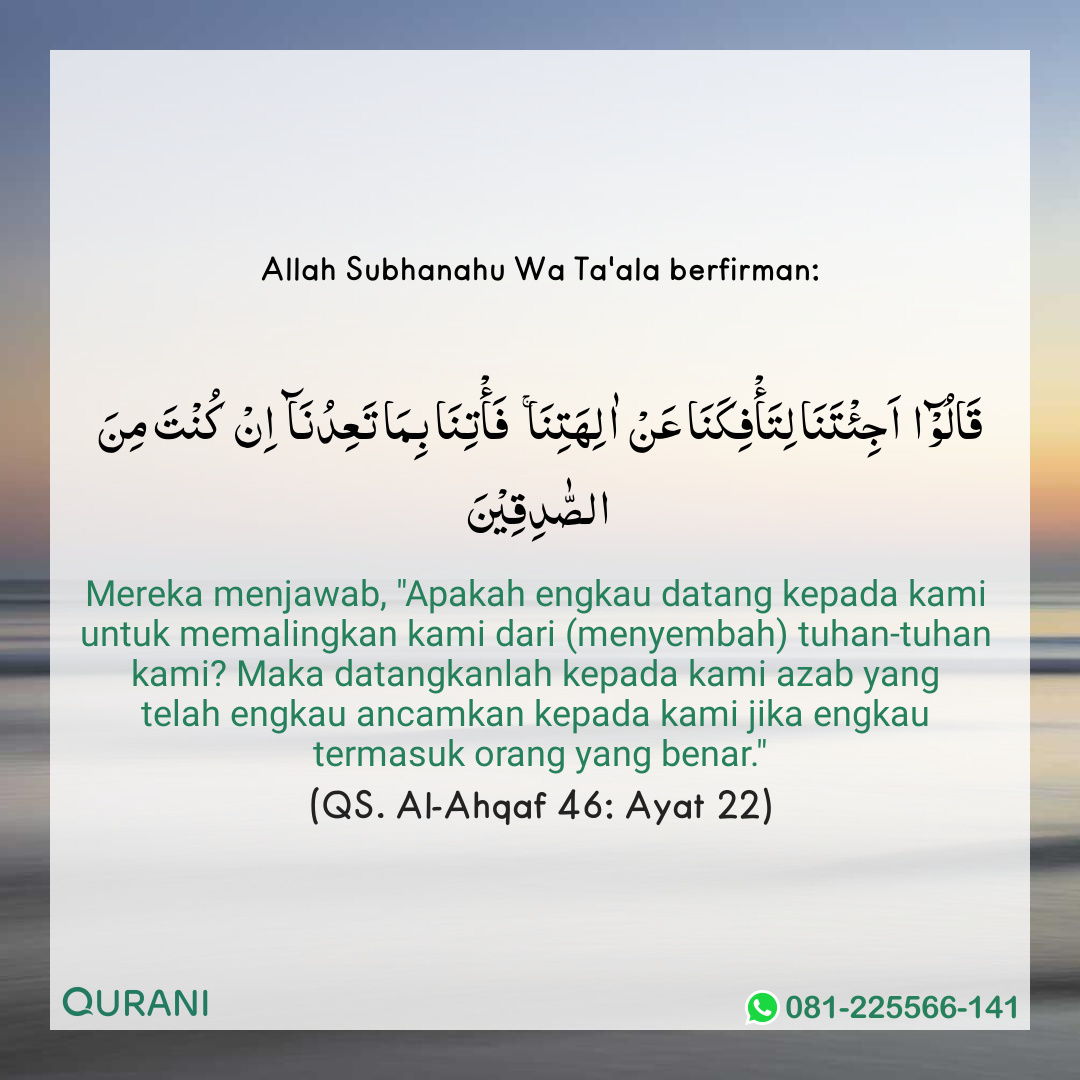 Allah Subhanahu Wa Ta'ala berfirman:
قَالُوْۤا اَجِئْتَنَا لِتَأْفِكَنَا عَنْ اٰلِهَتِنَا ۚ فَأْتِنَا بِمَا تَعِدُنَاۤ اِنْ كُنْتَ مِنَ
الصّٰدِقِيْنَ
Mereka menjawab, "Apakah engkau datang kepada kami
untuk memalingkan kami dari (menyembah) tuhan-tuhan
kami? Maka datangkanlah kepada kami azab yang
telah engkau ancamkan kepada kami jika engkau
termasuk orang yang benar."
(QS. Al-Ahqaf 46: Ayat 22)
QURANI
081-225566-141